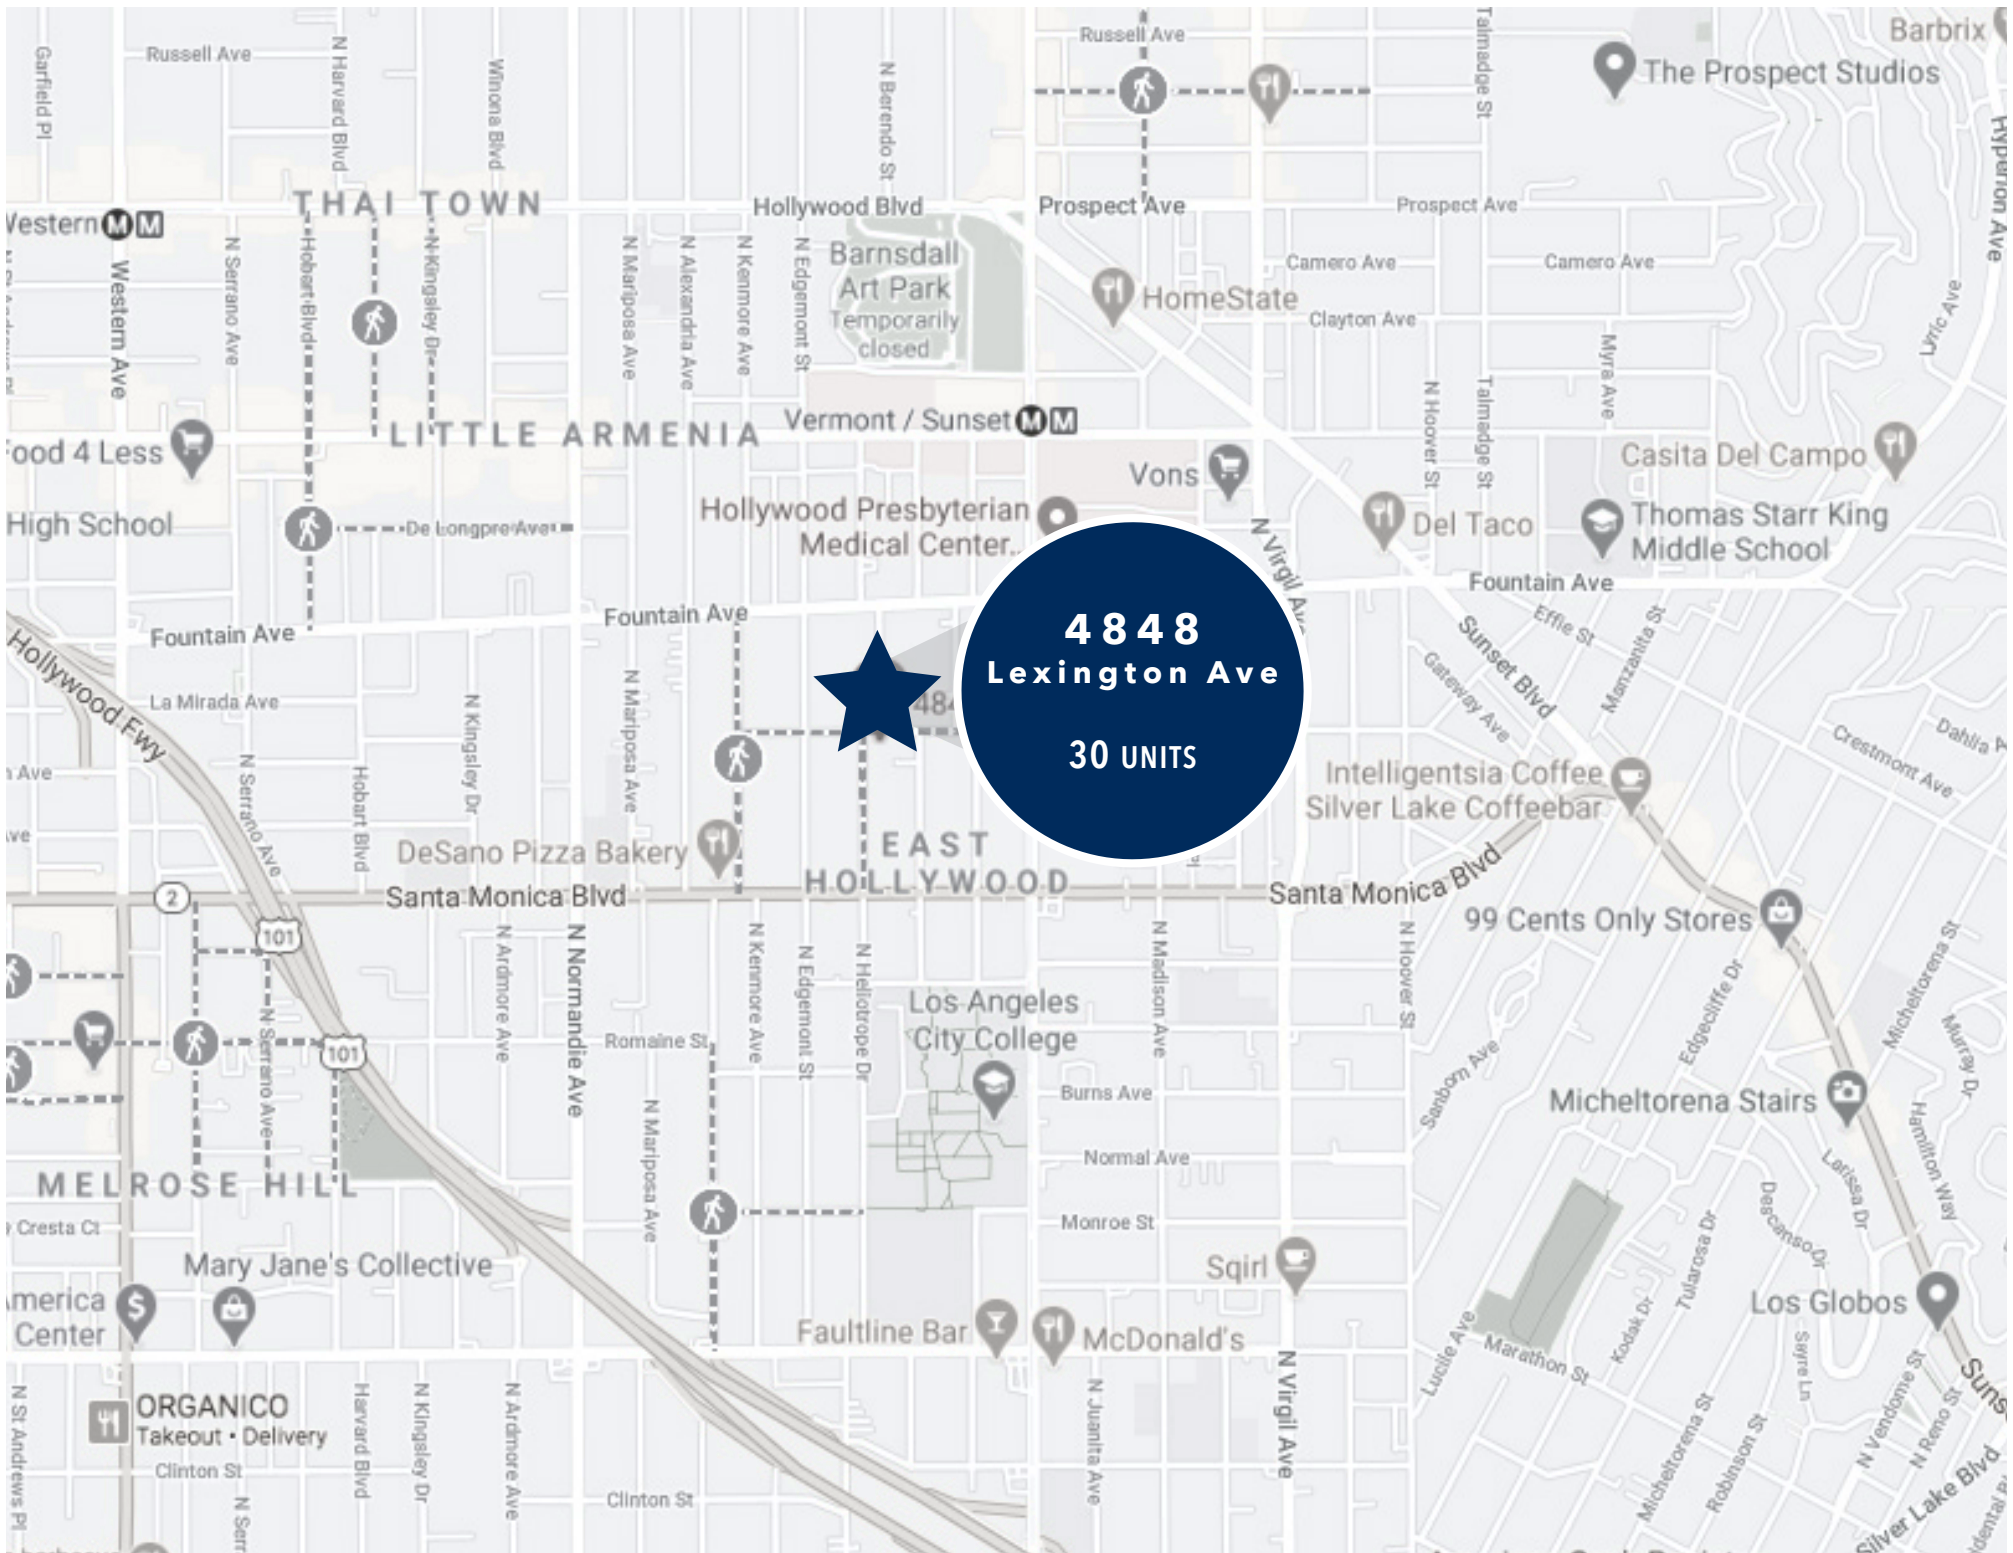 Russell Ave
Russell Ave
Barbrix
The Prospect Studios
Garfield Pl
N Harvard Blvd
Winona Blvd
N Berendo St
Talmadge St
Hyperion Ave
THAI TOWN
Hollywood Blvd
Prospect Ave
Prospect Ave
Western M M
Barnsdall
Art Park
Temporarily
closed
Camero Ave
Camero Ave
HomeState
Clayton Ave
Western Ave
N Serrano Ave
Hobart Blvd
N Kingsley Dr
N Mariposa Ave
N Alexandria Ave
N Kenmore Ave
N Edgemont St
Myra Ave
Lyric Ave
N Hoover St
Talmadge St
LITTLE ARMENIA
Vermont / Sunset M M
ood 4 Less
Vons
Casita Del Campo
High School
De Longpre Ave
Hollywood Presbyterian
Medical Center..
Del Taco
Thomas Starr King
Middle School
N Virgil Ave
Fountain Ave
Fountain Ave
Fountain Ave
Effie St
Manzanita St
Sunset Blvd
Gateway Ave
4848
Lexington Ave
30 UNITS
484
Hollywood Fwy
La Mirada Ave
N Kingsley Dr
N Mariposa Ave
Ave
N Serrano Ave
Hobart Blvd
Crestmont Ave
Dahlia
Intelligentsia Coffee
Silver Lake Coffeebar
DeSano Pizza Bakery
EAST
HOLLYWOOD
2
Santa Monica Blvd
Santa Monica Blvd
99 Cents Only Stores
101
N Ardmore Ave
N Normandie Ave
N Kenmore Ave
N Edgemont St
N Heliotrope Dr
N Madison Ave
N Hoover St
Edgecliffe Dr
Micheltorena St
Murray Dr
Los Angeles
City College
N Serrano Ave
101
Romaine St
Sanborn Ave
Burns Ave
Micheltorena Stairs
Hamilton Way
N Mariposa Ave
Normal Ave
Larissa Dr
Descanso Dr
MELROSE HILL
Cresta Ct
Monroe St
Tularosa Dr
Mary Jane's Collective
Sqirl
merica
Center
Los Globos
Faultline Bar
McDonald's
Lucile Ave
Marathon St
Kodak Dr
Sayre Ln
N Virgil Ave
N Vendome St
N Reno St
Suns
N St Andrews Pl
ORGANICO
Takeout • Delivery
Harvard Blvd
N Kingsley Dr
N Ardmore Ave
N Juanita Ave
Micheltorena St
Robinson St
Clinton St
Clinton St
N Serr
Silver Lake Blvd